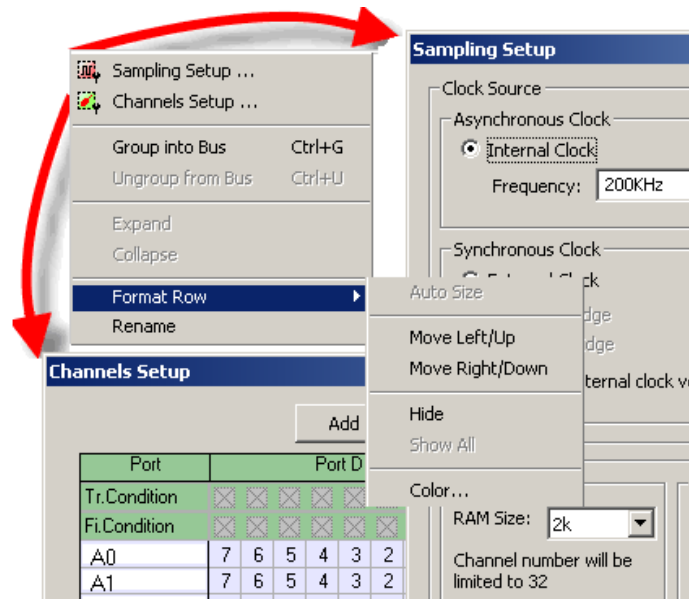 Sampling Setup ...
Channels Setup ...
Group into Bus Ctrl+G
Ungroup from Bus Ctrl+U
Expand
Collapse
Format Row
Rename
Auto Size
Move Left/Up
Move Right/Down
Hide
Show All
Color...
Sampling Setup
Clock Source
Asynchronous Clock
Internal Clock
Frequency: 200KHz
Synchronous Clock
ternal clock
RAM Size: 2k
Channel number will be
limited to 32
Channels Setup
Add
Port Port D
Tr.Condition
Fi.Condition
A0 7 6 5 4 3 2
A1 7 6 5 4 3 2